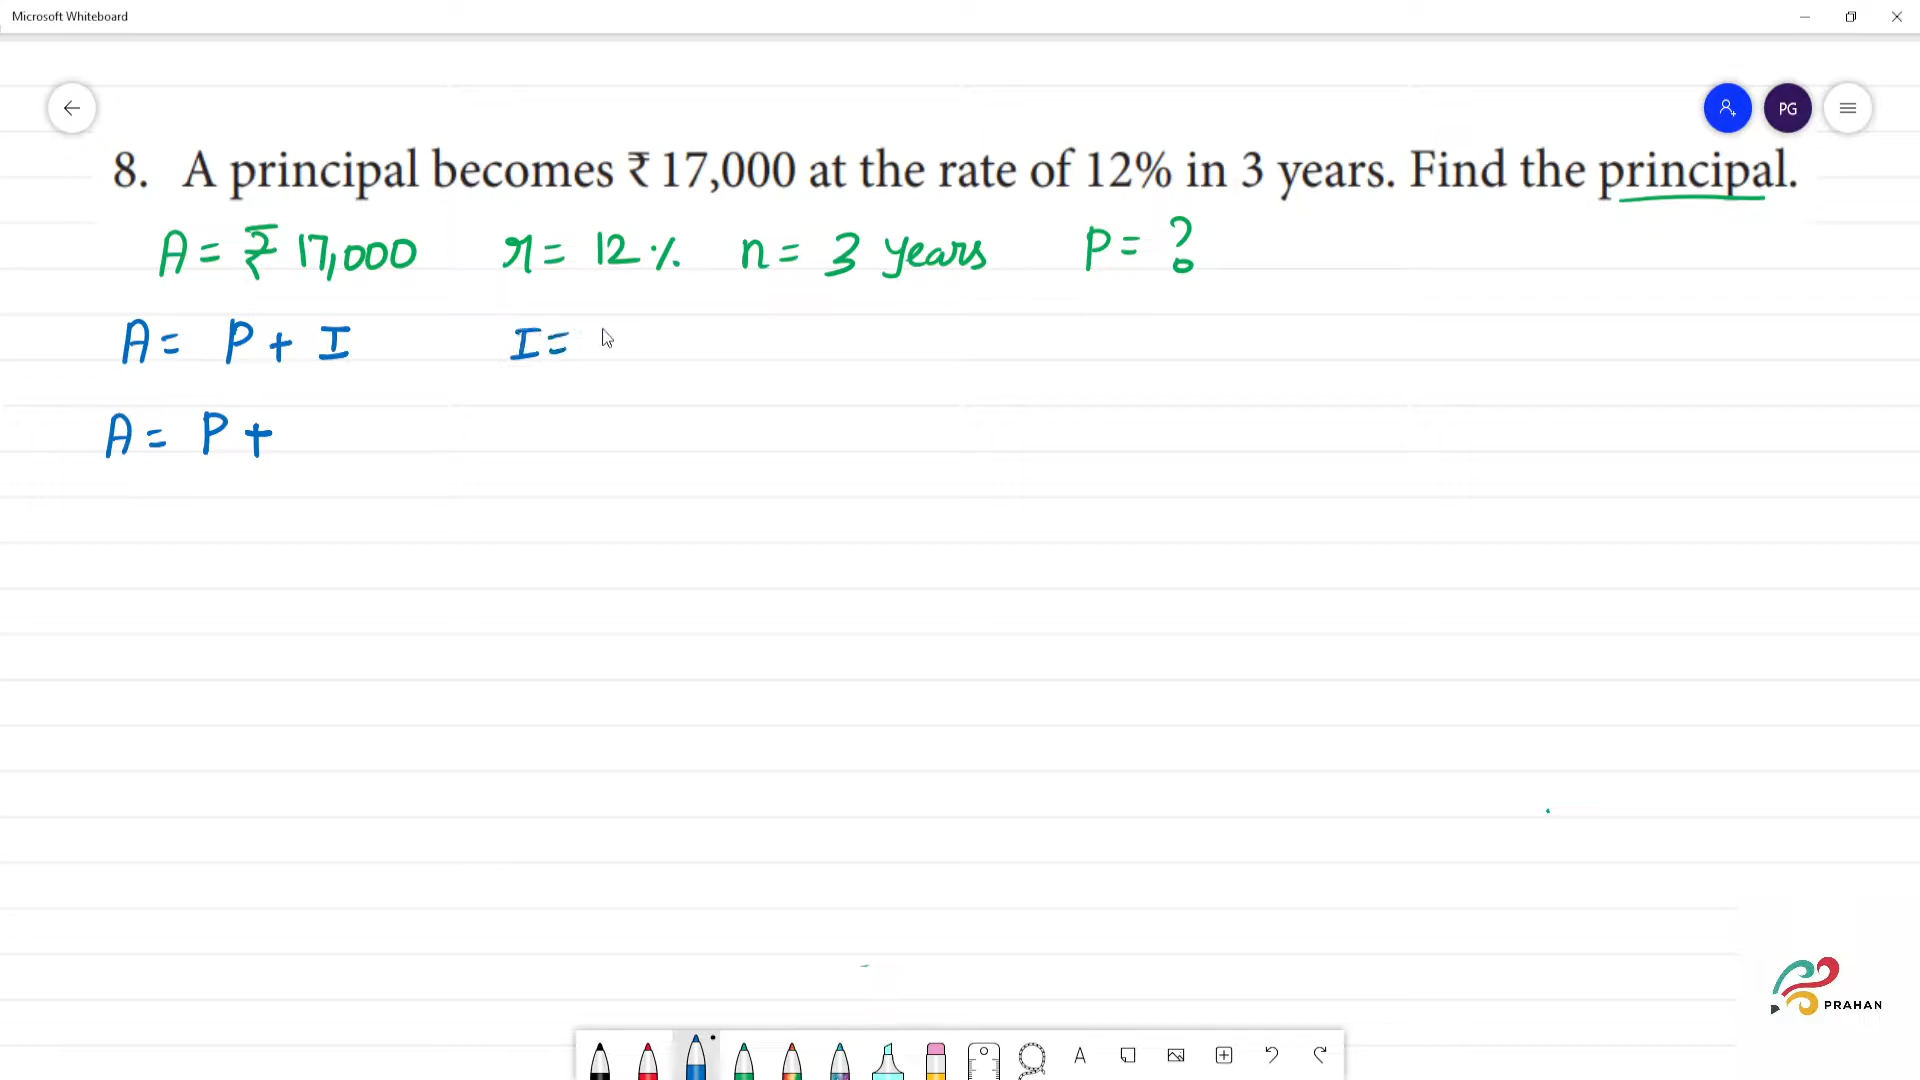 Microsoft Whiteboard
PG
8. A principal becomes ₹ 17,000 at the rate of 12% in 3 years. Find the principal.
A = ₹ 17,000 r = 12 % n = 3 years P = ?
A = P + I I =
A = P +
PRAHAN
A